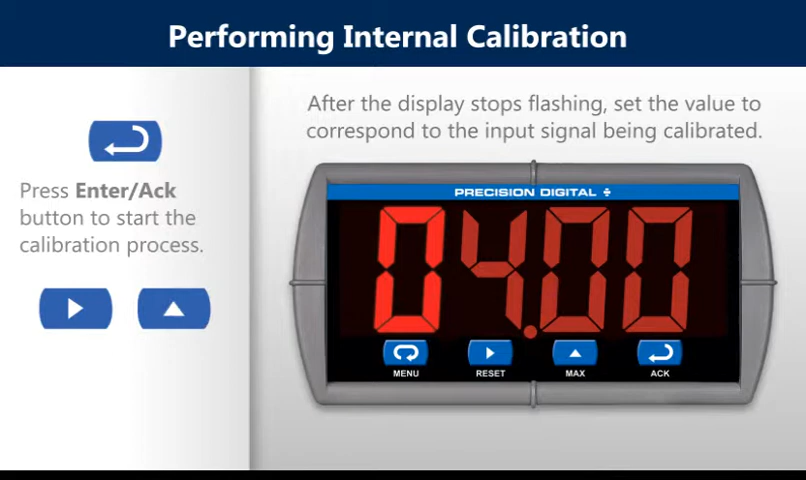 Performing Internal Calibration
After the display stops flashing, set the value to
correspond to the input signal being calibrated.
Press Enter/Ack
button to start the
calibration process.
PRECISION DIGITAL
04.00
MENU RESET MAX ACK